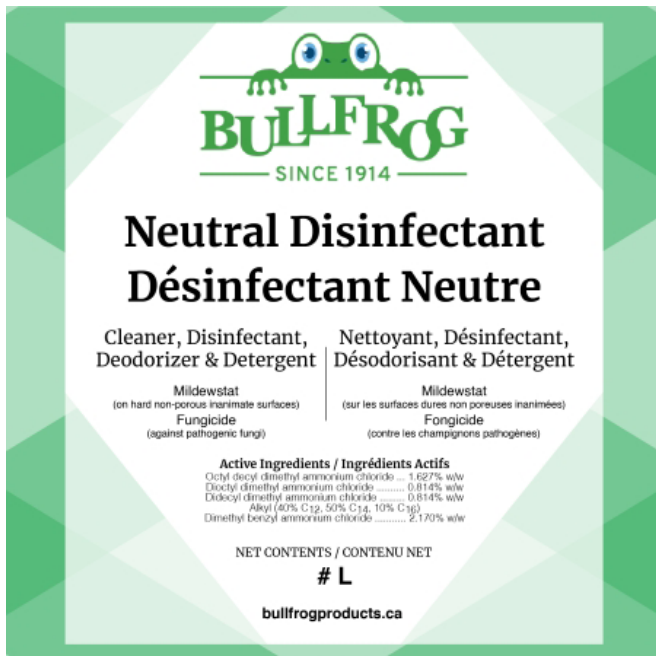 BULLFROG
SINCE 1914
Neutral Disinfectant
Désinfectant Neutre
Cleaner, Disinfectant,
Deodorizer & Detergent
Mildewstat
(on hard non-porous inanimate surfaces)
Fungicide
(against pathogenic fungi)
Nettoyant, Désinfectant,
Désodorisant & Détergent
Mildewstat
(sur les surfaces dures non poreuses inanimées)
Fongicide
(contre les champignons pathogènes)
Active Ingredients / Ingrédients Actifs
Octyl decyl dimethyl ammonium chloride ... 1.627% w/w
Dioctyl dimethyl ammonium chloride .......... 0.814% w/w
Didecyl dimethyl ammonium chloride ......... 0.814% w/w
Alkyl (40% C12, 50% C14, 10% C16)
Dimethyl benzyl ammonium chloride ........... 2.170% w/w
NET CONTENTS / CONTENU NET
# L
bullfrogproducts.ca